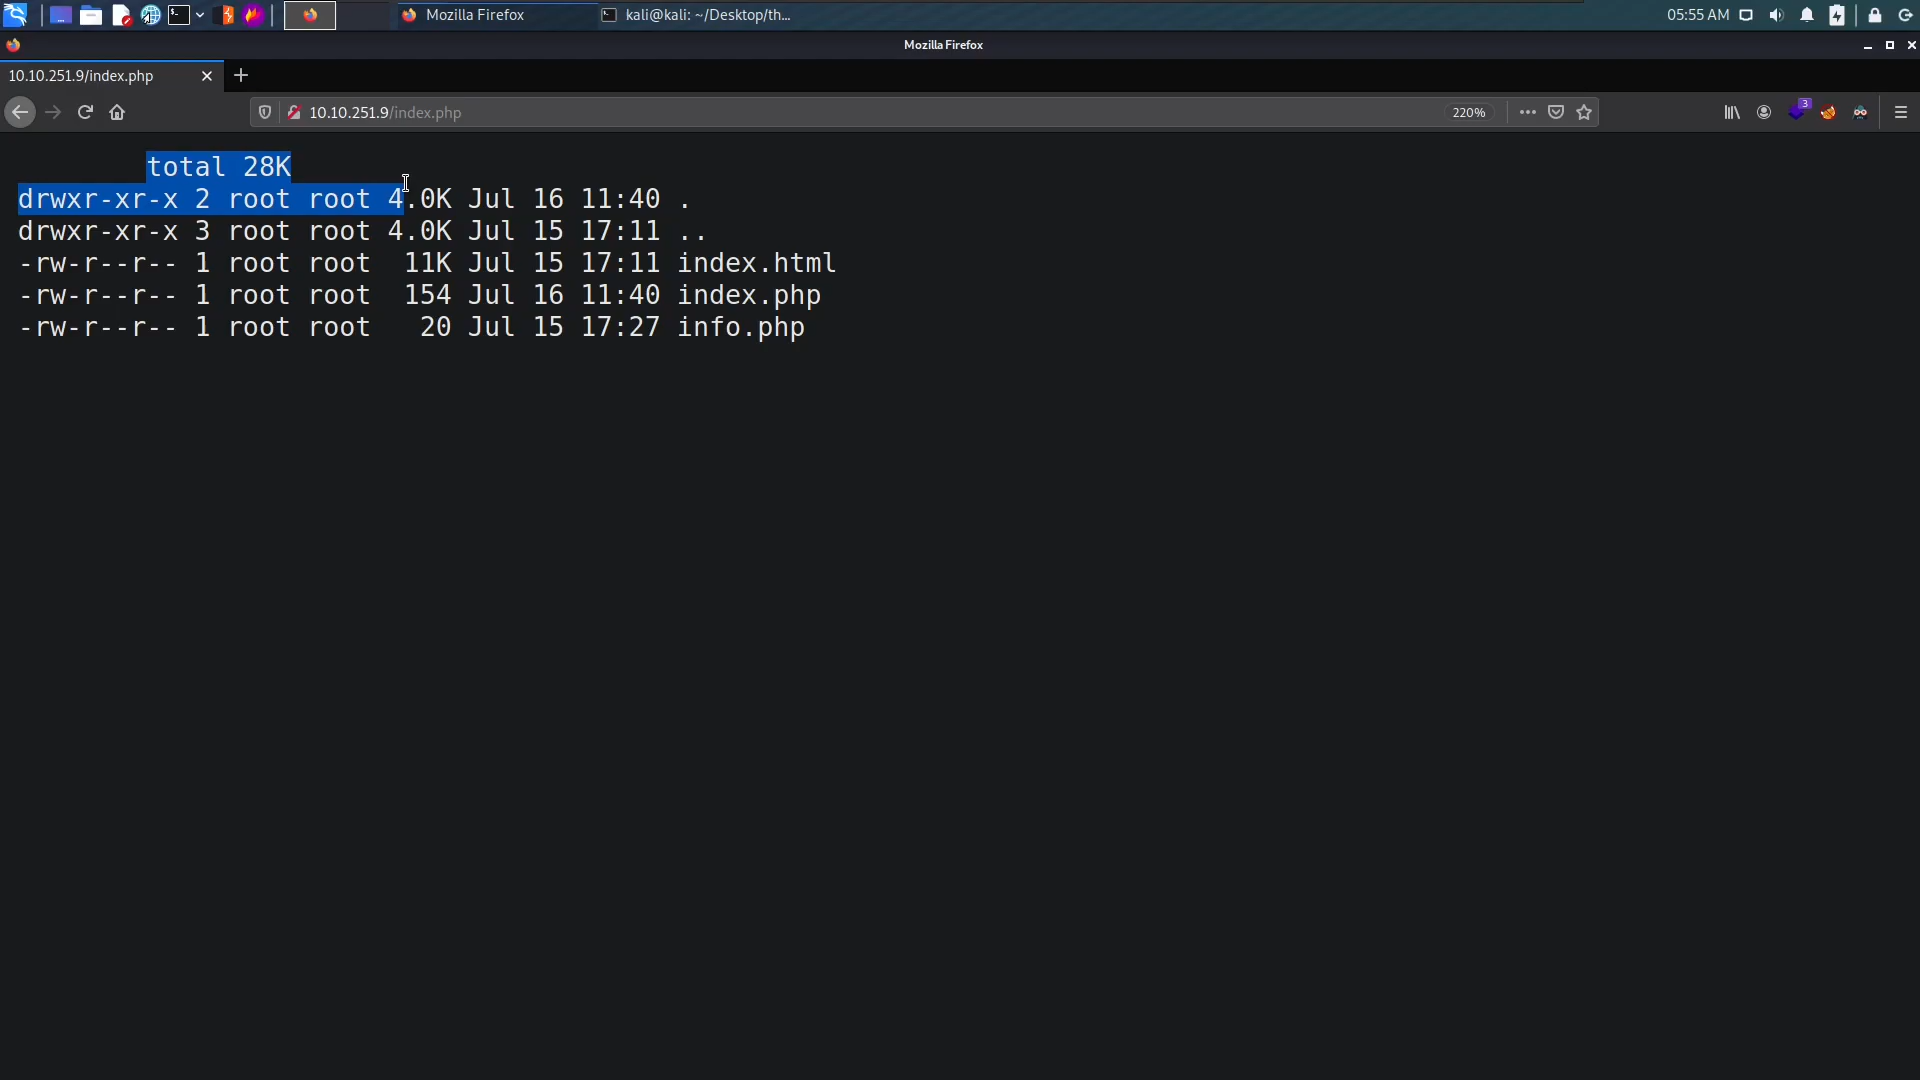 Mozilla Firefox
kali@kali: ~/Desktop/th...
05:55 AM
Mozilla Firefox
10.10.251.9/index.php
10.10.251.9/index.php
220%
3
total 28K
drwxr-xr-x 2 root root 4.0K Jul 16 11:40 .
drwxr-xr-x 3 root root 4.0K Jul 15 17:11 ..
-rw-r--r-- 1 root root  11K Jul 15 17:11 index.html
-rw-r--r-- 1 root root  154 Jul 16 11:40 index.php
-rw-r--r-- 1 root root   20 Jul 15 17:27 info.php